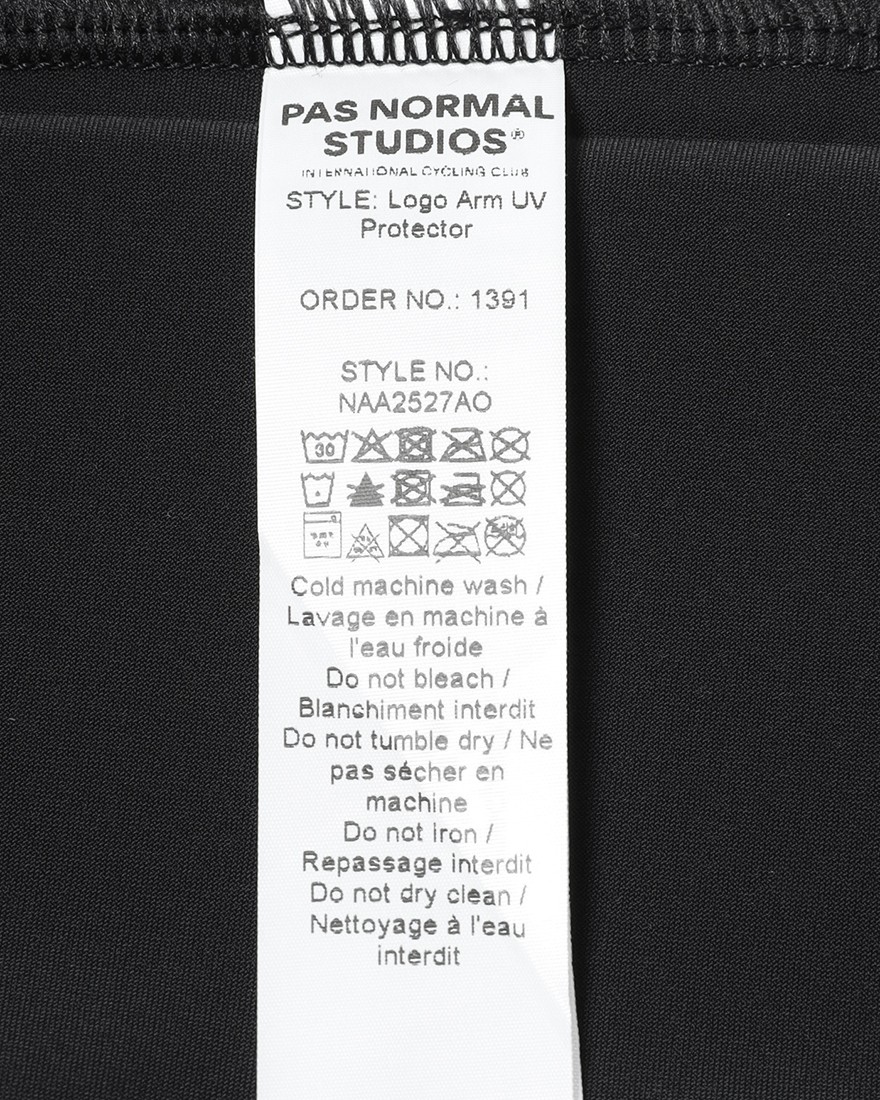 PAS NORMAL
STUDIOS®
INTERNATIONAL CYCLING CLUB
STYLE: Logo Arm UV
Protector
ORDER NO.: 1391
STYLE NO.:
NAA2527AO
30
Cold machine wash /
Lavage en machine à
l'eau froide
Do not bleach /
Blanchiment interdit
Do not tumble dry / Ne
pas sécher en
machine
Do not iron /
Repassage interdit
Do not dry clean /
Nettoyage à l'eau
interdit